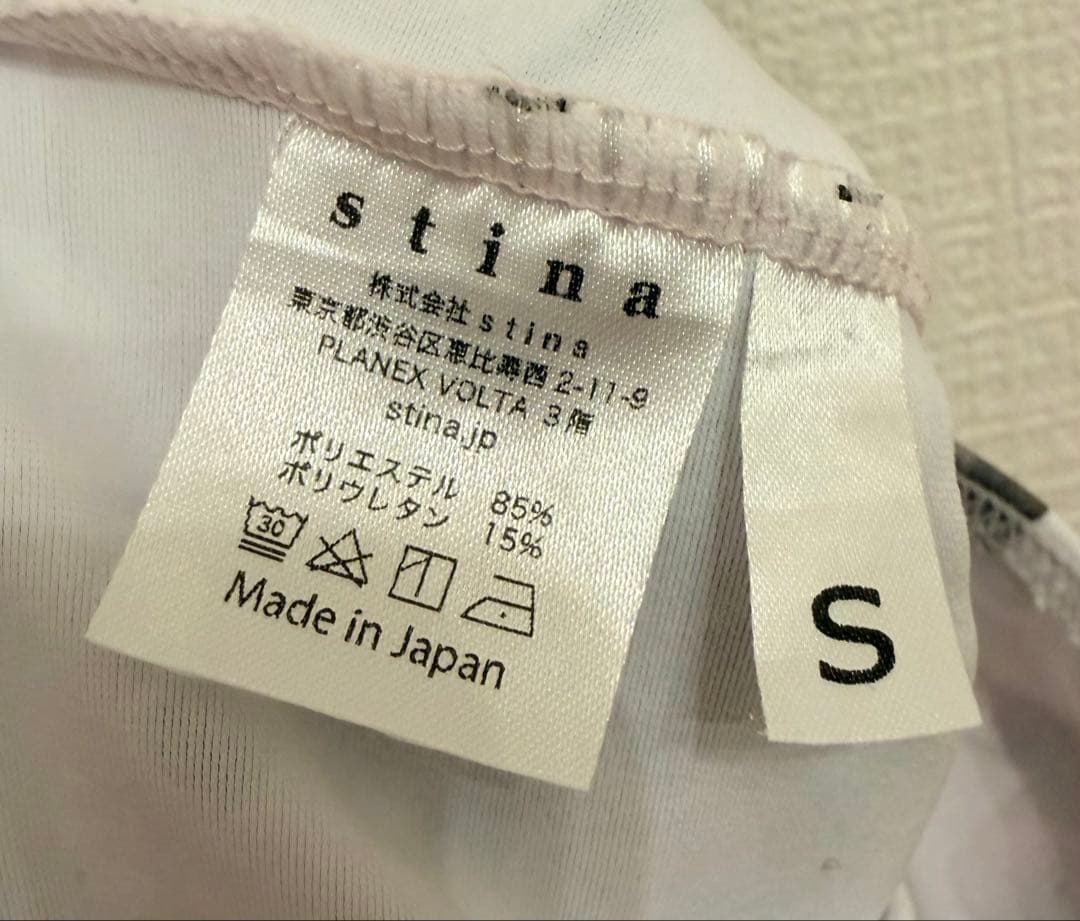 stina
株式会社stina
東京都渋谷区恵比寿西2-11-9
PLANEX VOLTA 3階
stina.jp
ポリエステル 85%
ポリウレタン 15%
30
Made in Japan
S